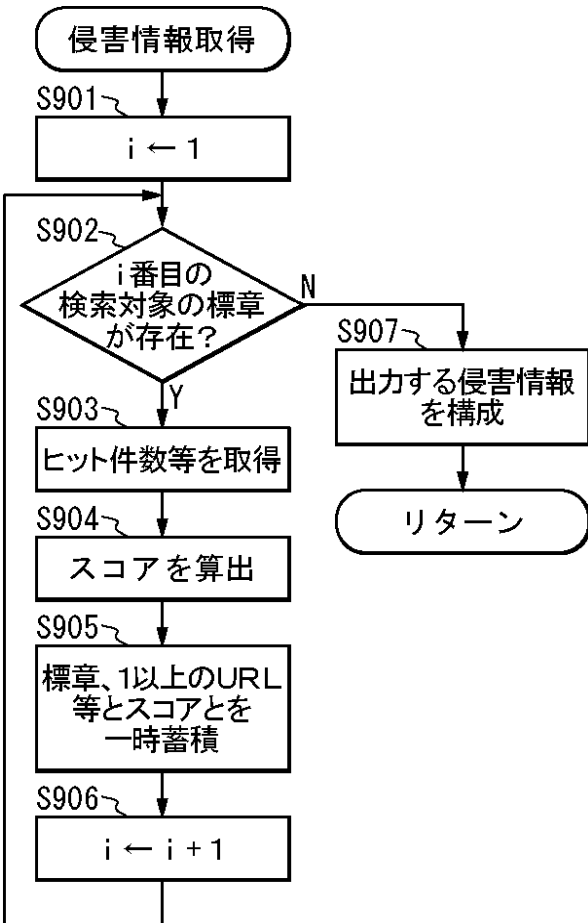 侵害情報取得
S901
i ← 1
S902
i番目の
検索対象の標章
が存在?
N
Y
S903
ヒット件数等を取得
S904
スコアを算出
S905
標章、1以上のURL
等とスコアとを
一時蓄積
S906
i ← i + 1
S907
出力する侵害情報
を構成
リターン